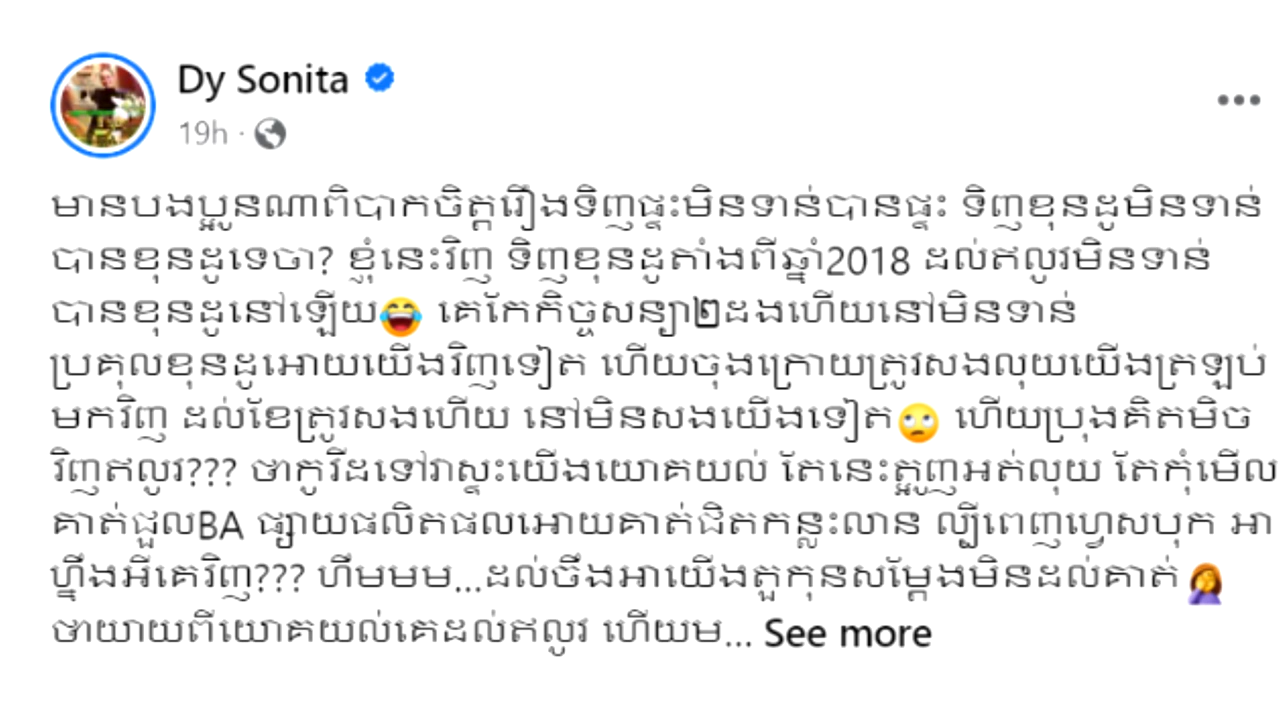 Dy Sonita
19h ·
មានបងប្អូនណាពិបាកចិត្តរឿងទិញផ្ទះមិនទាន់បានផ្ទះ ទិញខុនដូមិនទាន់
បានខុនដូទេចា? ខ្ញុំនេះវិញ ទិញខុនដូតាំងពីឆ្នាំ2018 ដល់ឥលូវមិនទាន់
បានខុនដូនៅឡើយ😂 គេកែកិច្ចសន្យា២ដងហើយនៅមិនទាន់
ប្រគុលខុនដូអោយយើងវិញទៀត ហើយចុងក្រោយត្រូវសងលុយយើងត្រឡប់
មកវិញ ដល់ខែត្រូវសងហើយ នៅមិនសងយើងទៀត🙄 ហើយប្រុងគិតមិច
វិញឥលូវ??? ថាកូវីដទៅវាស្ទះយើងយោគយល់ តែនេះត្អូញអត់លុយ តែកុំមើល
គាត់ជួលBA ផ្សាយផលិតផលអោយគាត់ជិតកន្លះលាន ល្បីពេញហ្វេសបុក អា
ហ្នឹងអីគេវិញ??? ហឹមមម...ដល់ចឹងអាយើងតួកុនសម្ដែងមិនដល់គាត់🤦‍♀️
ថាយាយពីយោគយល់គេដល់ឥលូវ ហើយម... See more